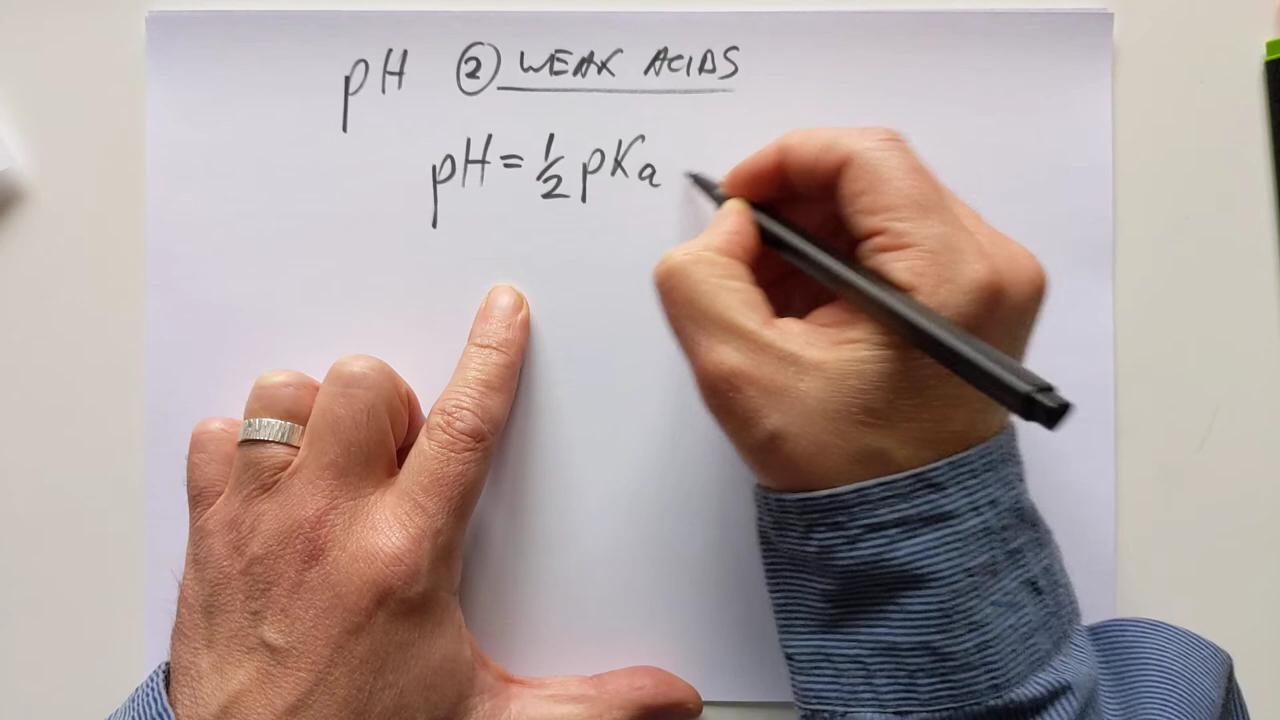 pH ② WEAK ACIDS
pH = 1/2 pKa